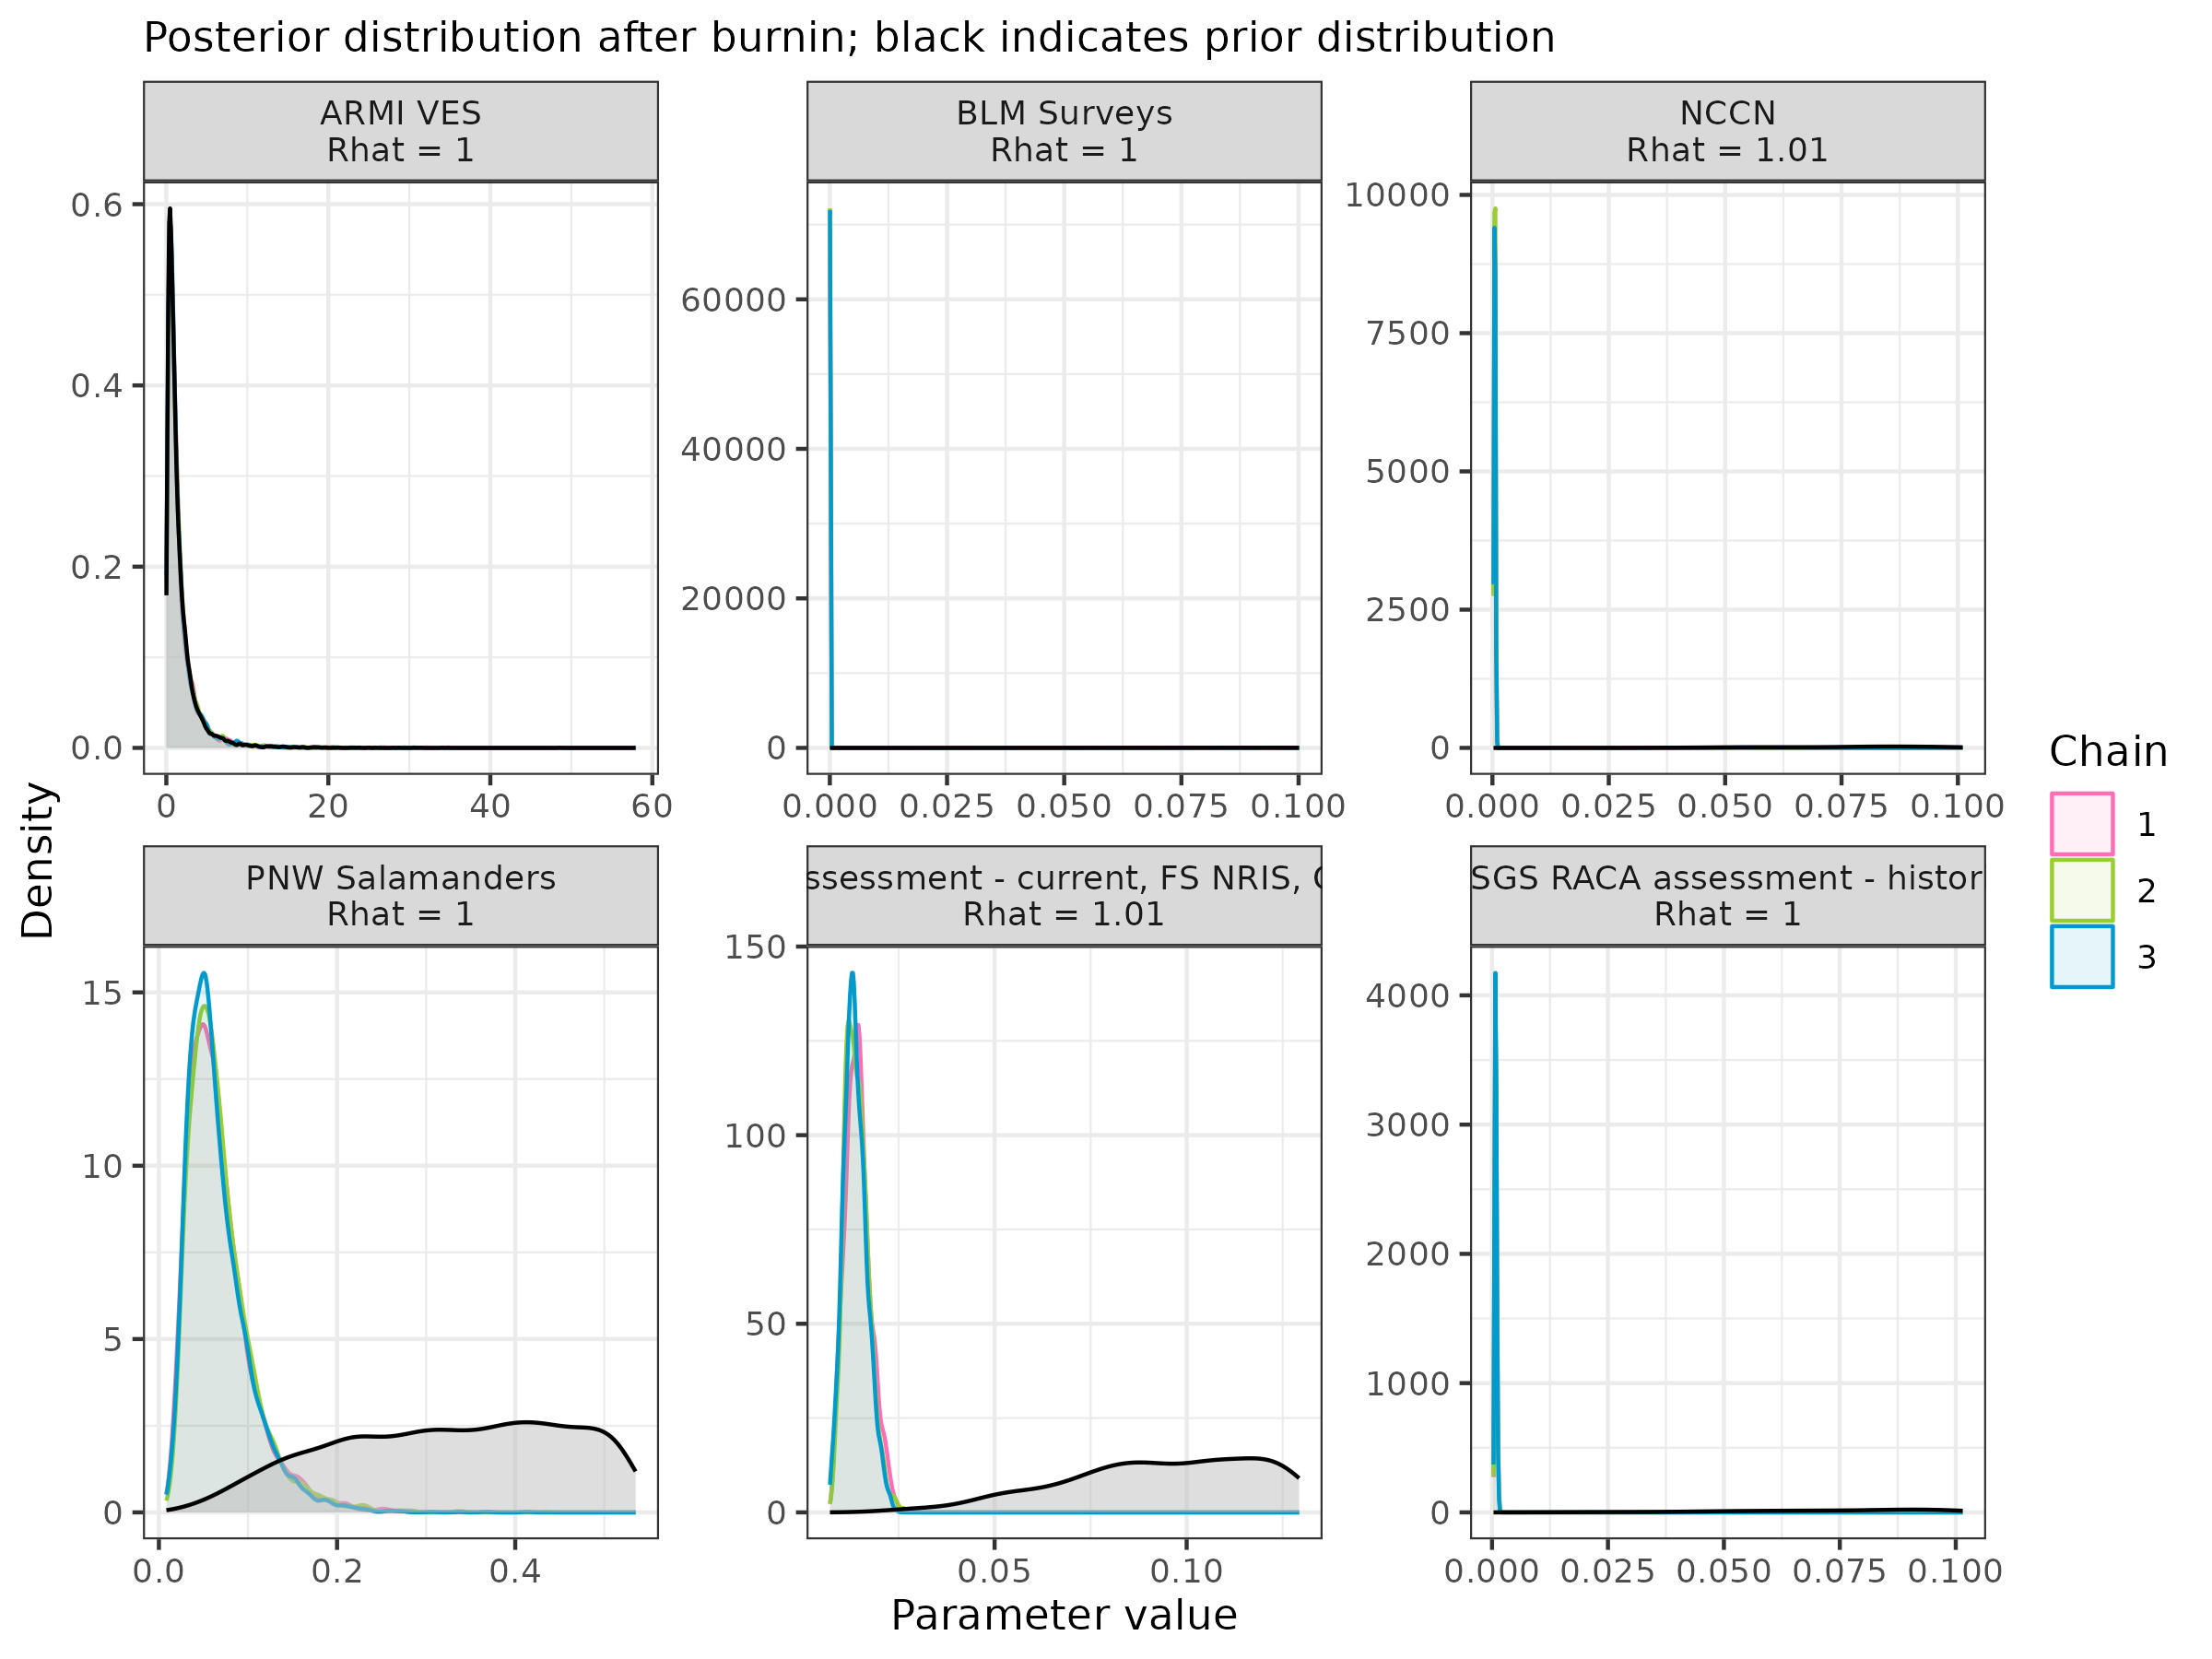 Posterior distribution after burnin; black indicates prior distribution
ARMI VES
Rhat = 1
BLM Surveys
Rhat = 1
NCCN
Rhat = 1.01
0.6
0.4
0.2
0.0
0 20 40 60
60000
40000
20000
0
0.000 0.025 0.050 0.075 0.100
10000
7500
5000
2500
0
0.000 0.025 0.050 0.075 0.100
PNW Salamanders
Rhat = 1
ssessment - current, FS NRIS,
Rhat = 1.01
SGS RACA assessment - histor
Rhat = 1
15
10
5
0
0.0 0.2 0.4
150
100
50
0
0.05 0.10
4000
3000
2000
1000
0
0.000 0.025 0.050 0.075 0.100
Density
Parameter value
Chain
1
2
3